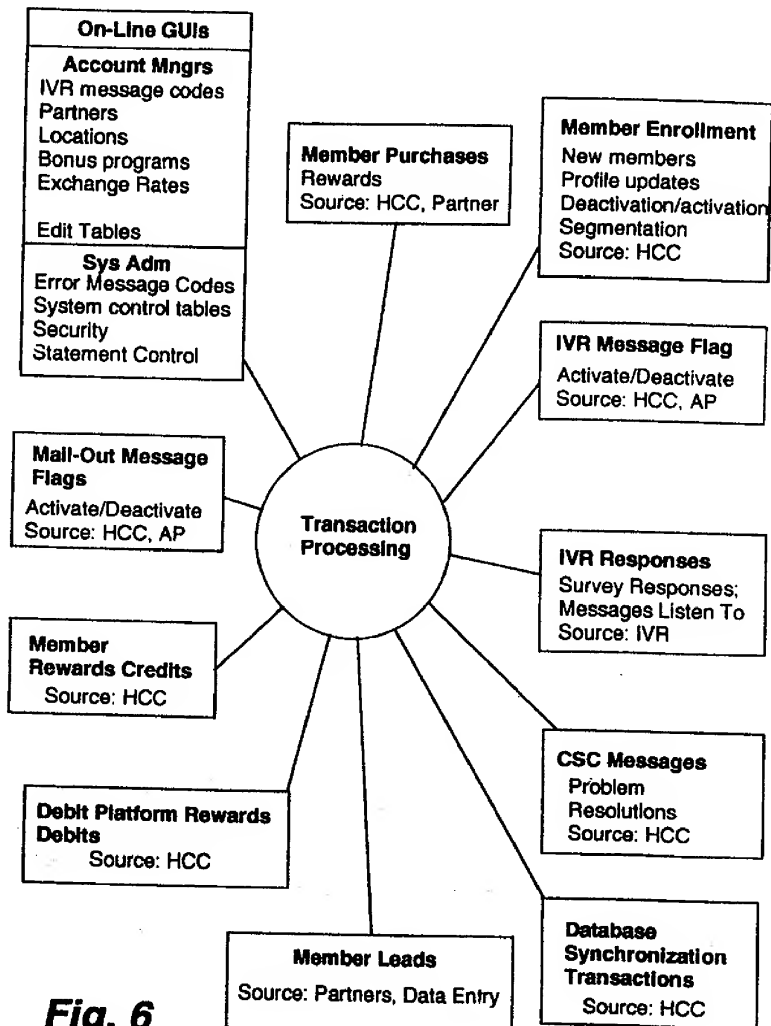 On-Line GUIs
Account Mngrs
IVR message codes
Partners
Locations
Bonus programs
Exchange Rates
Edit Tables
Sys Adm
Error Message Codes
System control tables
Security
Statement Control
Member Purchases
Rewards
Source: HCC, Partner
Member Enrollment
New members
Profile updates
Deactivation/activation
Segmentation
Source: HCC
IVR Message Flag
Activate/Deactivate
Source: HCC, AP
Mail-Out Message
Flags
Activate/Deactivate
Source: HCC, AP
Transaction
Processing
IVR Responses
Survey Responses;
Messages Listen To
Source: IVR
Member
Rewards Credits
Source: HCC
CSC Messages
Problem
Resolutions
Source: HCC
Debit Platform Rewards
Debits
Source: HCC
Member Leads
Source: Partners, Data Entry
Database
Synchronization
Transactions
Source: HCC
Fig. 6